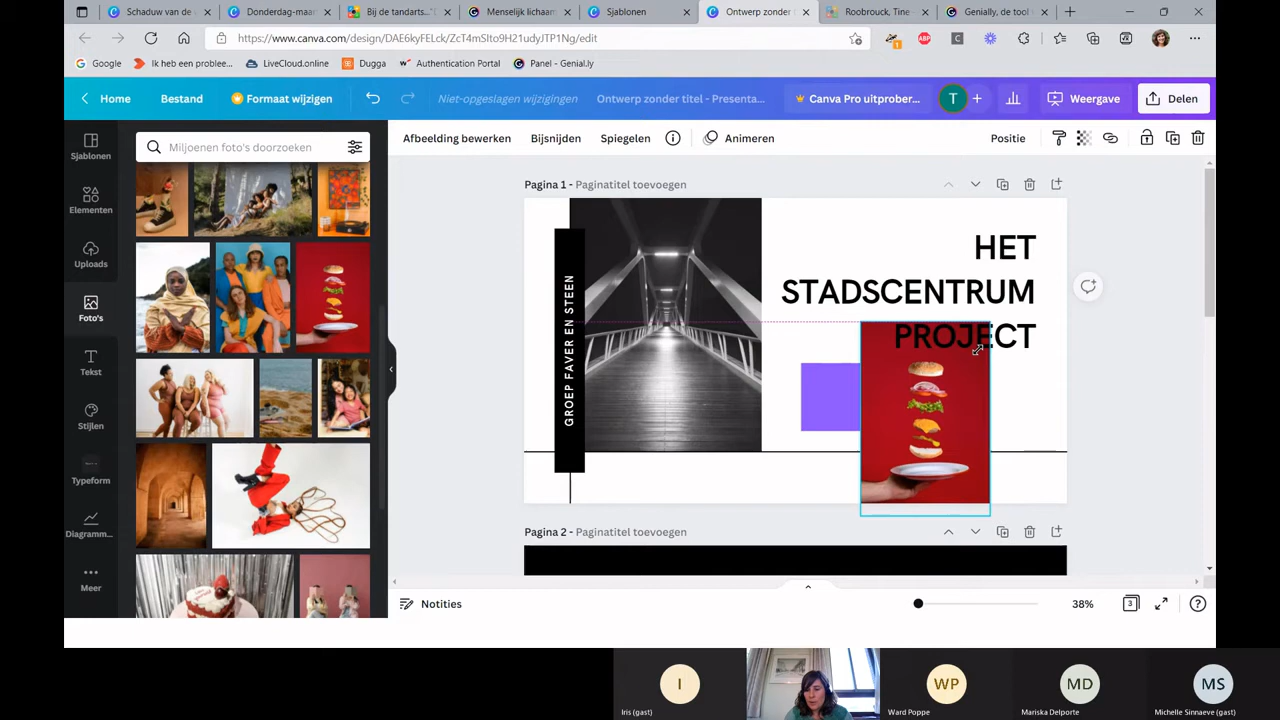 Schaduw van de
Donderdag-maar
Bij de tandarts..."
Menselijk lichaam
Sjablonen
Ontwerp zonder t
Roobrouck, Tine
Genially, de tool
https://www.canva.com/design/DAE6kyFELck/ZcT4mSIto9H21udyJTP1Ng/edit
Google
Ik heb een problee...
LiveCloud.online
Dugga
Authentication Portal
Panel - Genial.ly
Home
Bestand
Formaat wijzigen
Niet-opgeslagen wijzigingen
Ontwerp zonder titel - Presenta...
Canva Pro uitprober...
T
Weergave
Delen
Sjablonen
Elementen
Uploads
Foto's
Tekst
Stijlen
Typeform
Diagramm...
Meer
Miljoenen foto's doorzoeken
Afbeelding bewerken
Bijsnijden
Spiegelen
Animeren
Positie
Pagina 1 - Paginatitel toevoegen
GROEP FAVER EN STEEN
HET
STADSCENTRUM
PROJECT
Pagina 2 - Paginatitel toevoegen
Notities
38%
3
I
Iris (gast)
WP
Ward Poppe
MD
Mariska Delporte
MS
Michelle Sinnaeve (gast)